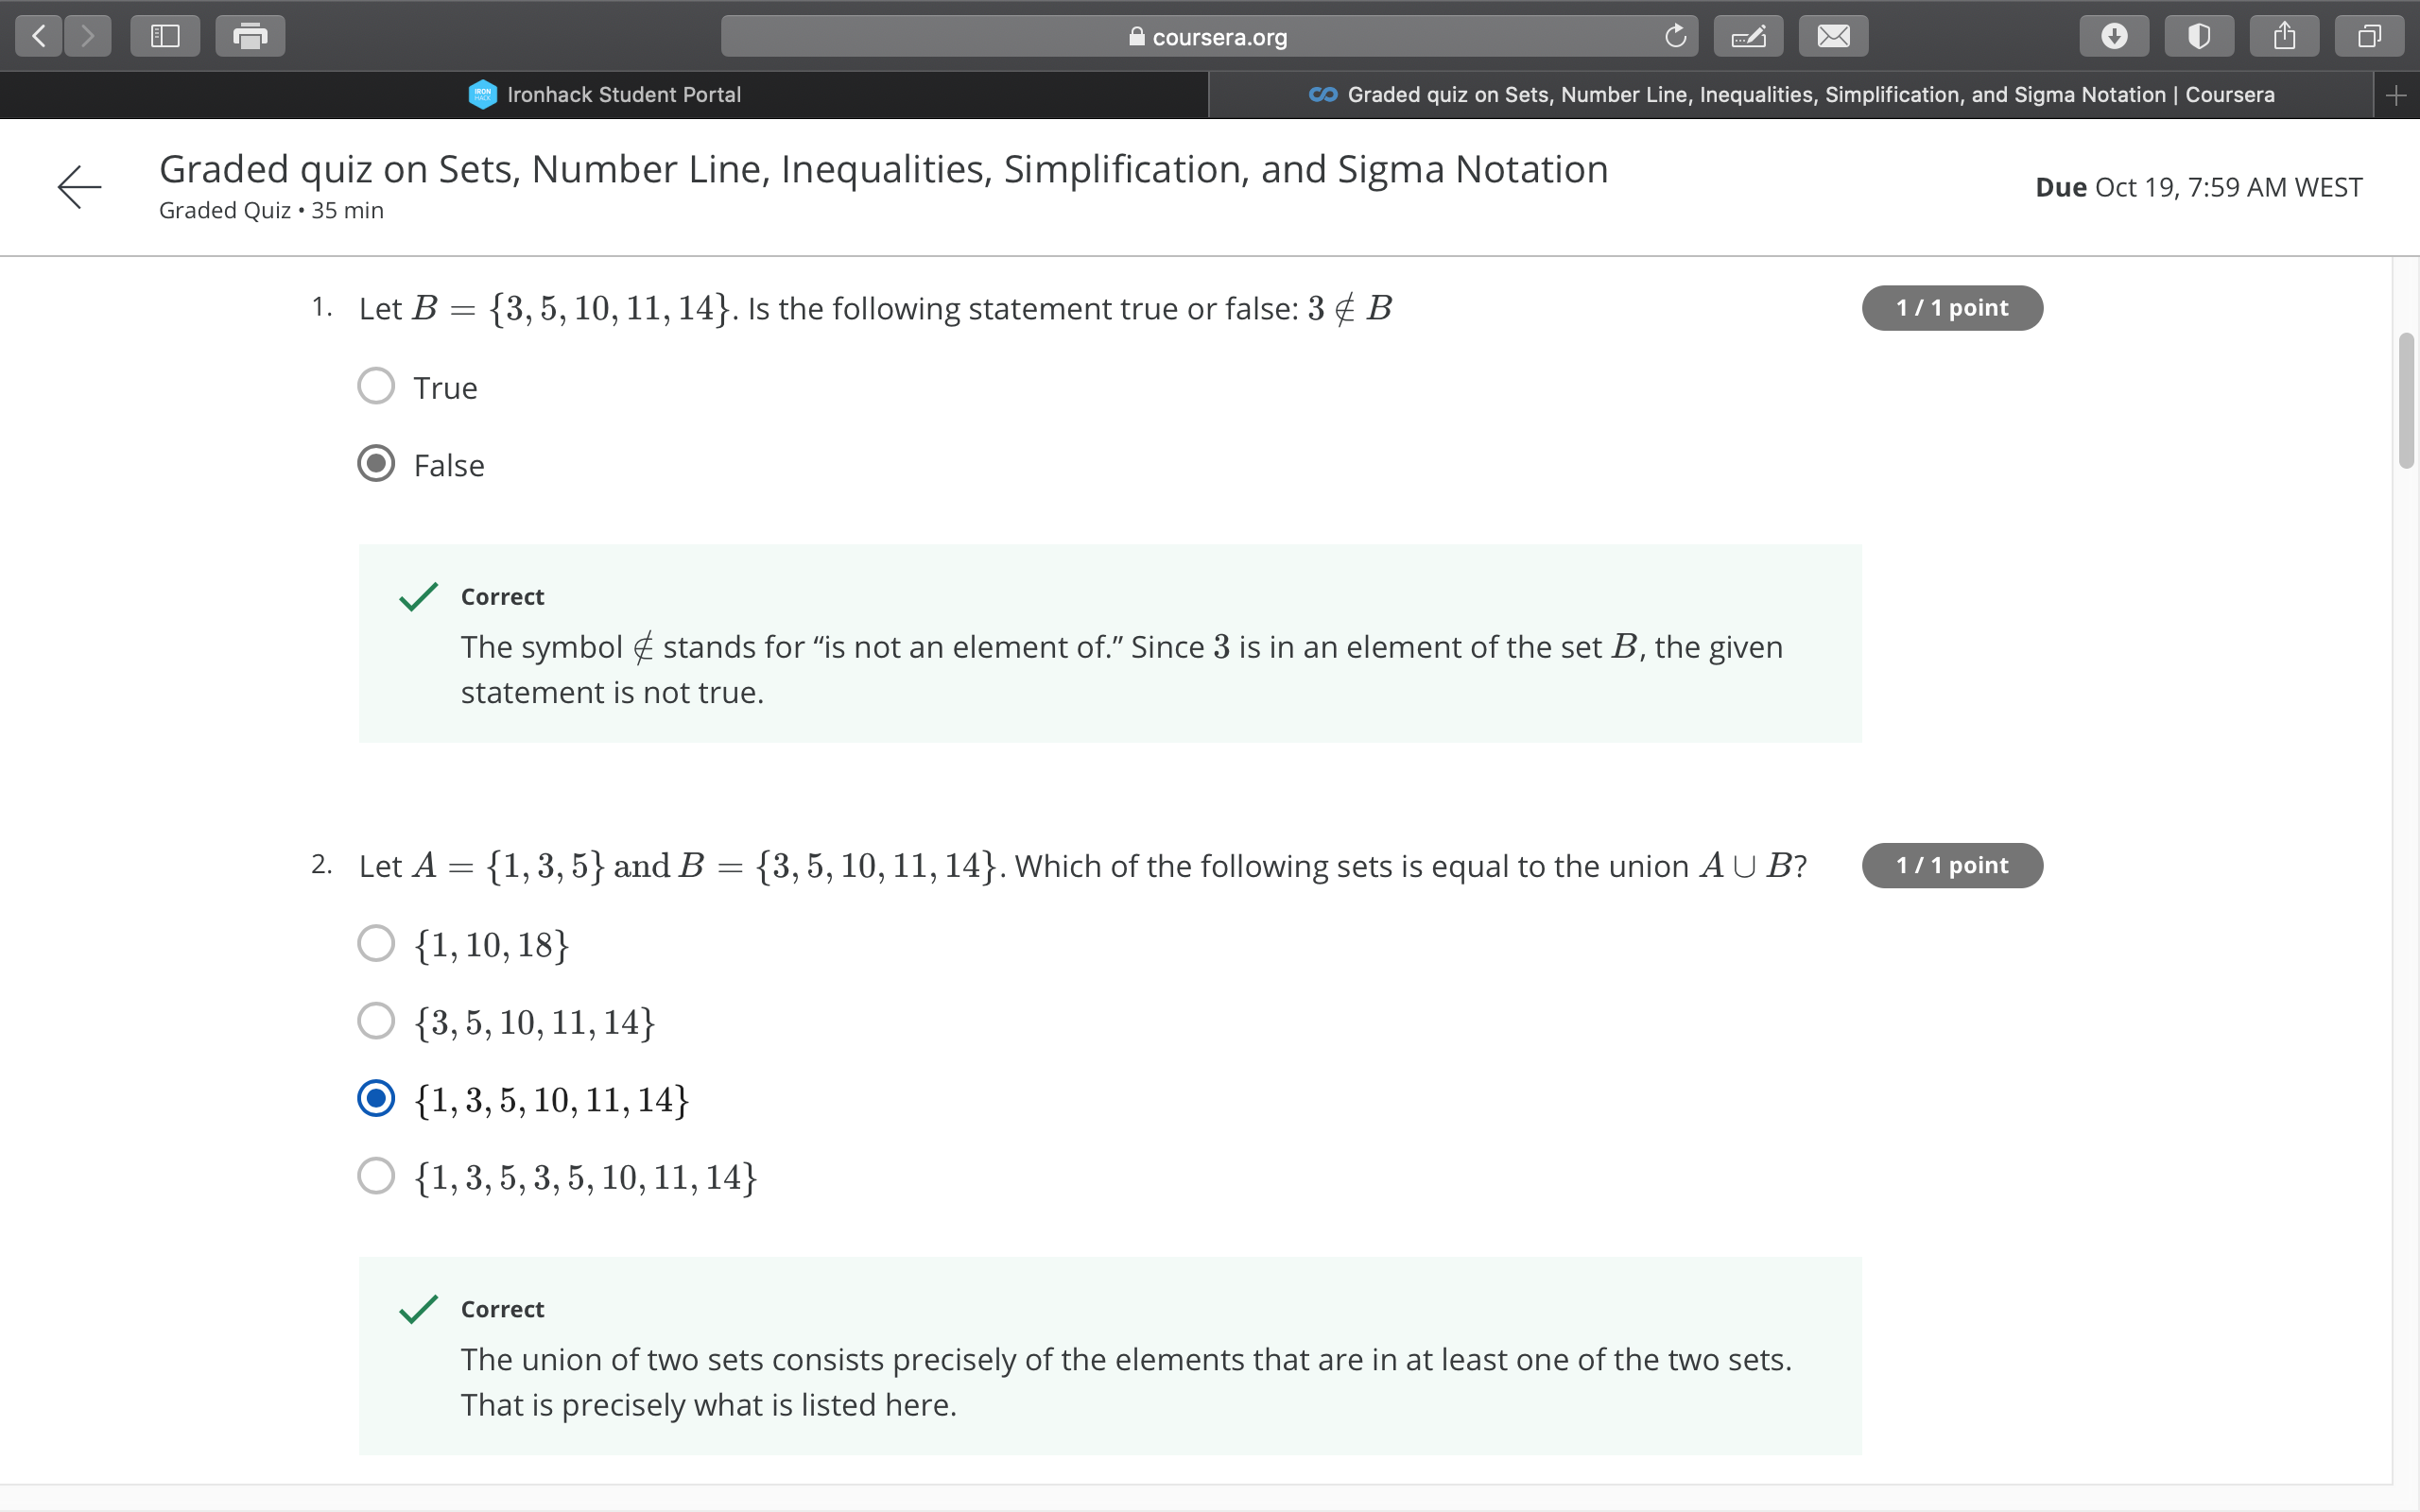 coursera.org
IRON HACK Ironhack Student Portal
Graded quiz on Sets, Number Line, Inequalities, Simplification, and Sigma Notation | Coursera
Graded quiz on Sets, Number Line, Inequalities, Simplification, and Sigma Notation
Graded Quiz • 35 min
Due Oct 19, 7:59 AM WEST
1. Let B = {3, 5, 10, 11, 14}. Is the following statement true or false: 3 ∉ B
1 / 1 point
True
False
Correct
The symbol ∉ stands for “is not an element of.” Since 3 is in an element of the set B, the given
statement is not true.
2. Let A = {1, 3, 5} and B = {3, 5, 10, 11, 14}. Which of the following sets is equal to the union A ∪ B?
1 / 1 point
{1, 10, 18}
{3, 5, 10, 11, 14}
{1, 3, 5, 10, 11, 14}
{1, 3, 5, 3, 5, 10, 11, 14}
Correct
The union of two sets consists precisely of the elements that are in at least one of the two sets.
That is precisely what is listed here.